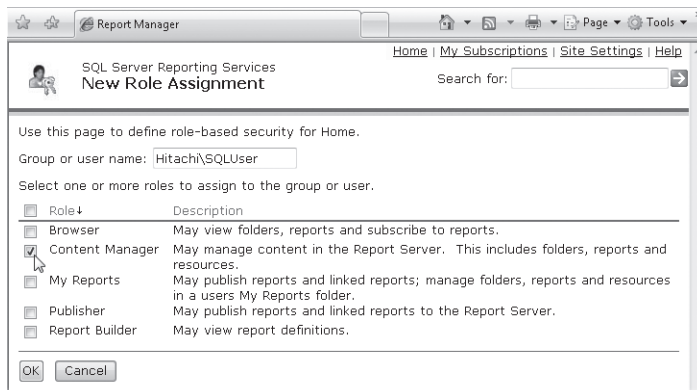 Report Manager
Page
Tools
Home | My Subscriptions | Site Settings | Help
SQL Server Reporting Services
New Role Assignment
Search for:
Use this page to define role-based security for Home.
Group or user name: Hitachi\SQLUser
Select one or more roles to assign to the group or user.
Role↓ Description
Browser May view folders, reports and subscribe to reports.
Content Manager May manage content in the Report Server. This includes folders, reports and
resources.
My Reports May publish reports and linked reports; manage folders, reports and resources
in a users My Reports folder.
Publisher May publish reports and linked reports to the Report Server.
Report Builder May view report definitions.
OK Cancel